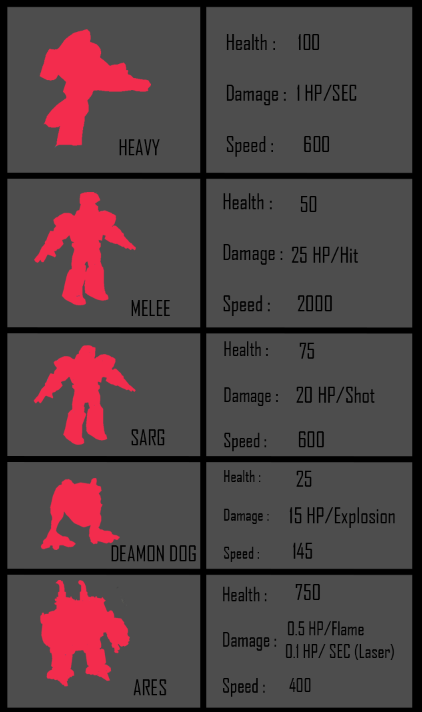 HEAVY
Health : 100
Damage : 1 HP/SEC
Speed : 600
MELEE
Health : 50
Damage : 25 HP/Hit
Speed : 2000
SARG
Health : 75
Damage : 20 HP/Shot
Speed : 600
DEAMON DOG
Health : 25
Damage : 15 HP/Explosion
Speed : 145
ARES
Health : 750
Damage : 0.5 HP/Flame
0.1 HP/ SEC (Laser)
Speed : 400